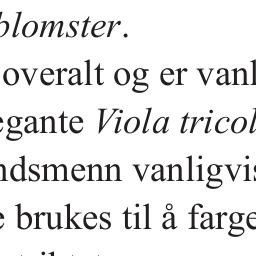 blomster.
overalt og er vanl
egante Viola tricol
ndsmenn vanligvis
e brukes til å farge